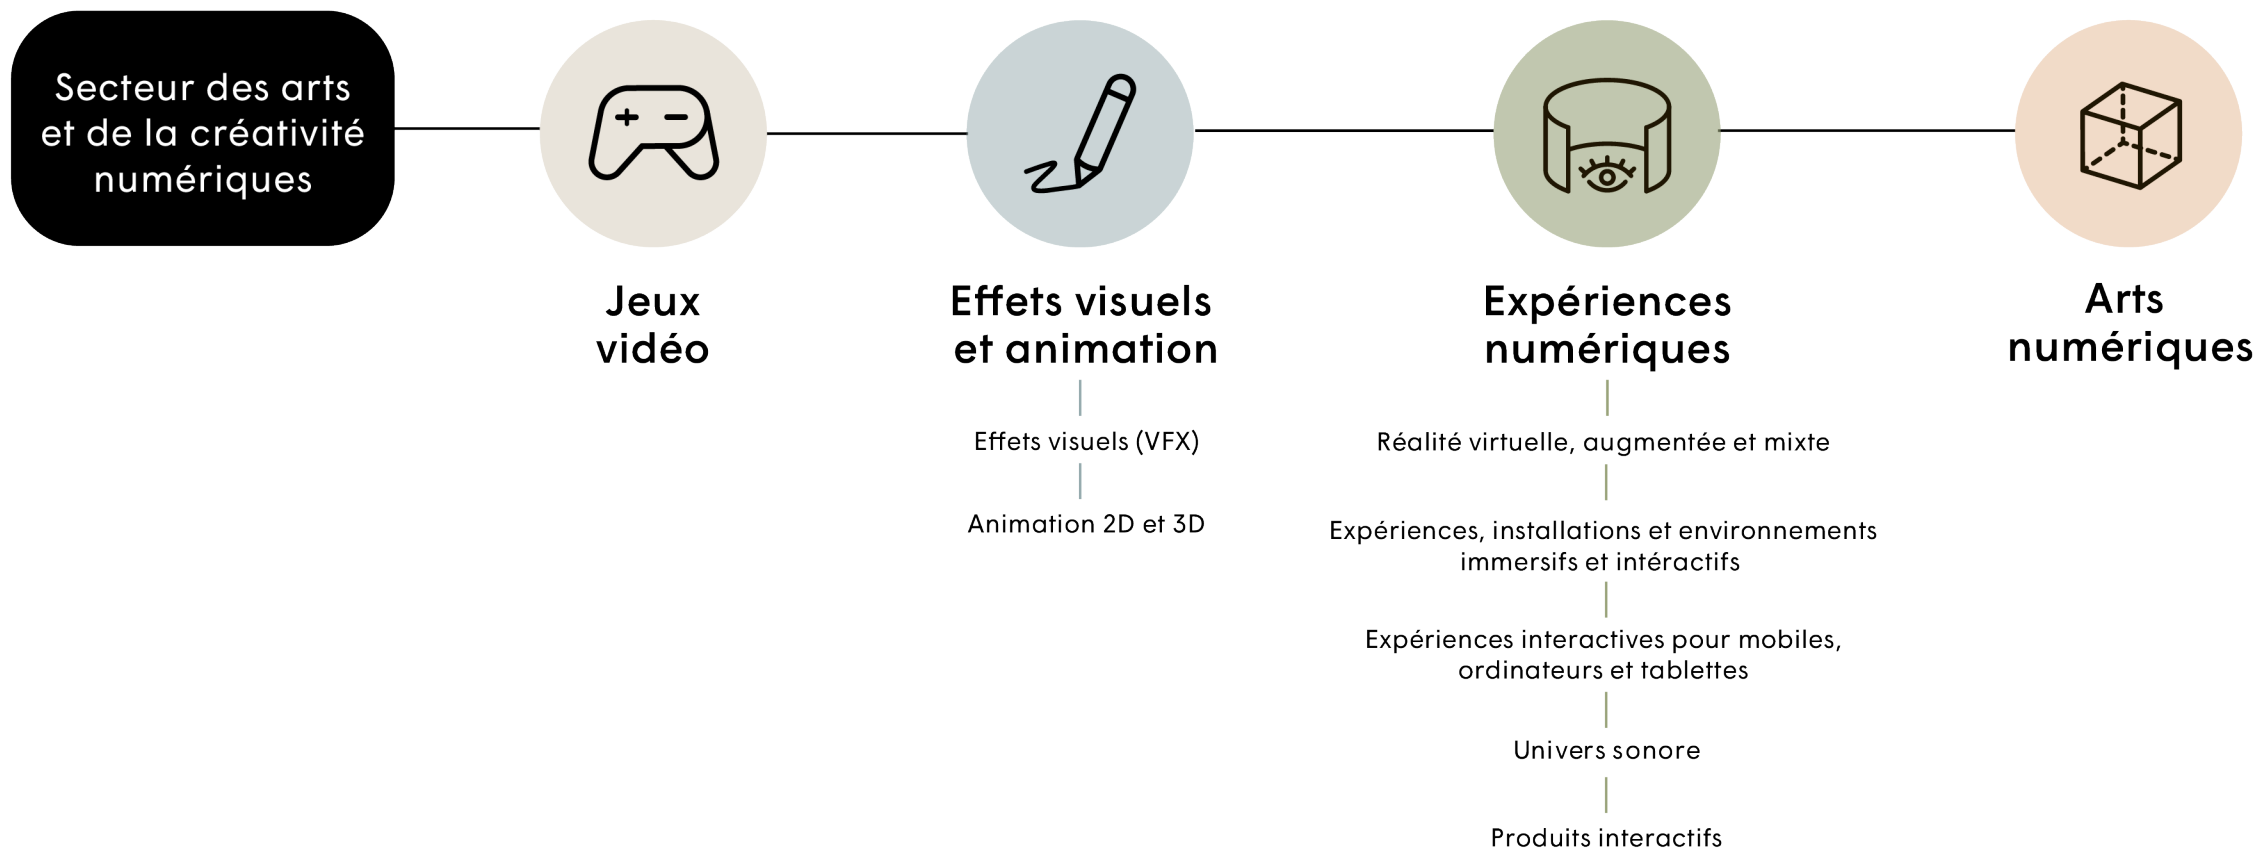 Secteur des arts
et de la créativité
numériques
Jeux
vidéo
Effets visuels
et animation
Effets visuels (VFX)
Animation 2D et 3D
Expériences
numériques
Réalité virtuelle, augmentée et mixte
Expériences, installations et environnements
immersifs et intéractifs
Expériences interactives pour mobiles,
ordinateurs et tablettes
Univers sonore
Produits interactifs
Arts
numériques